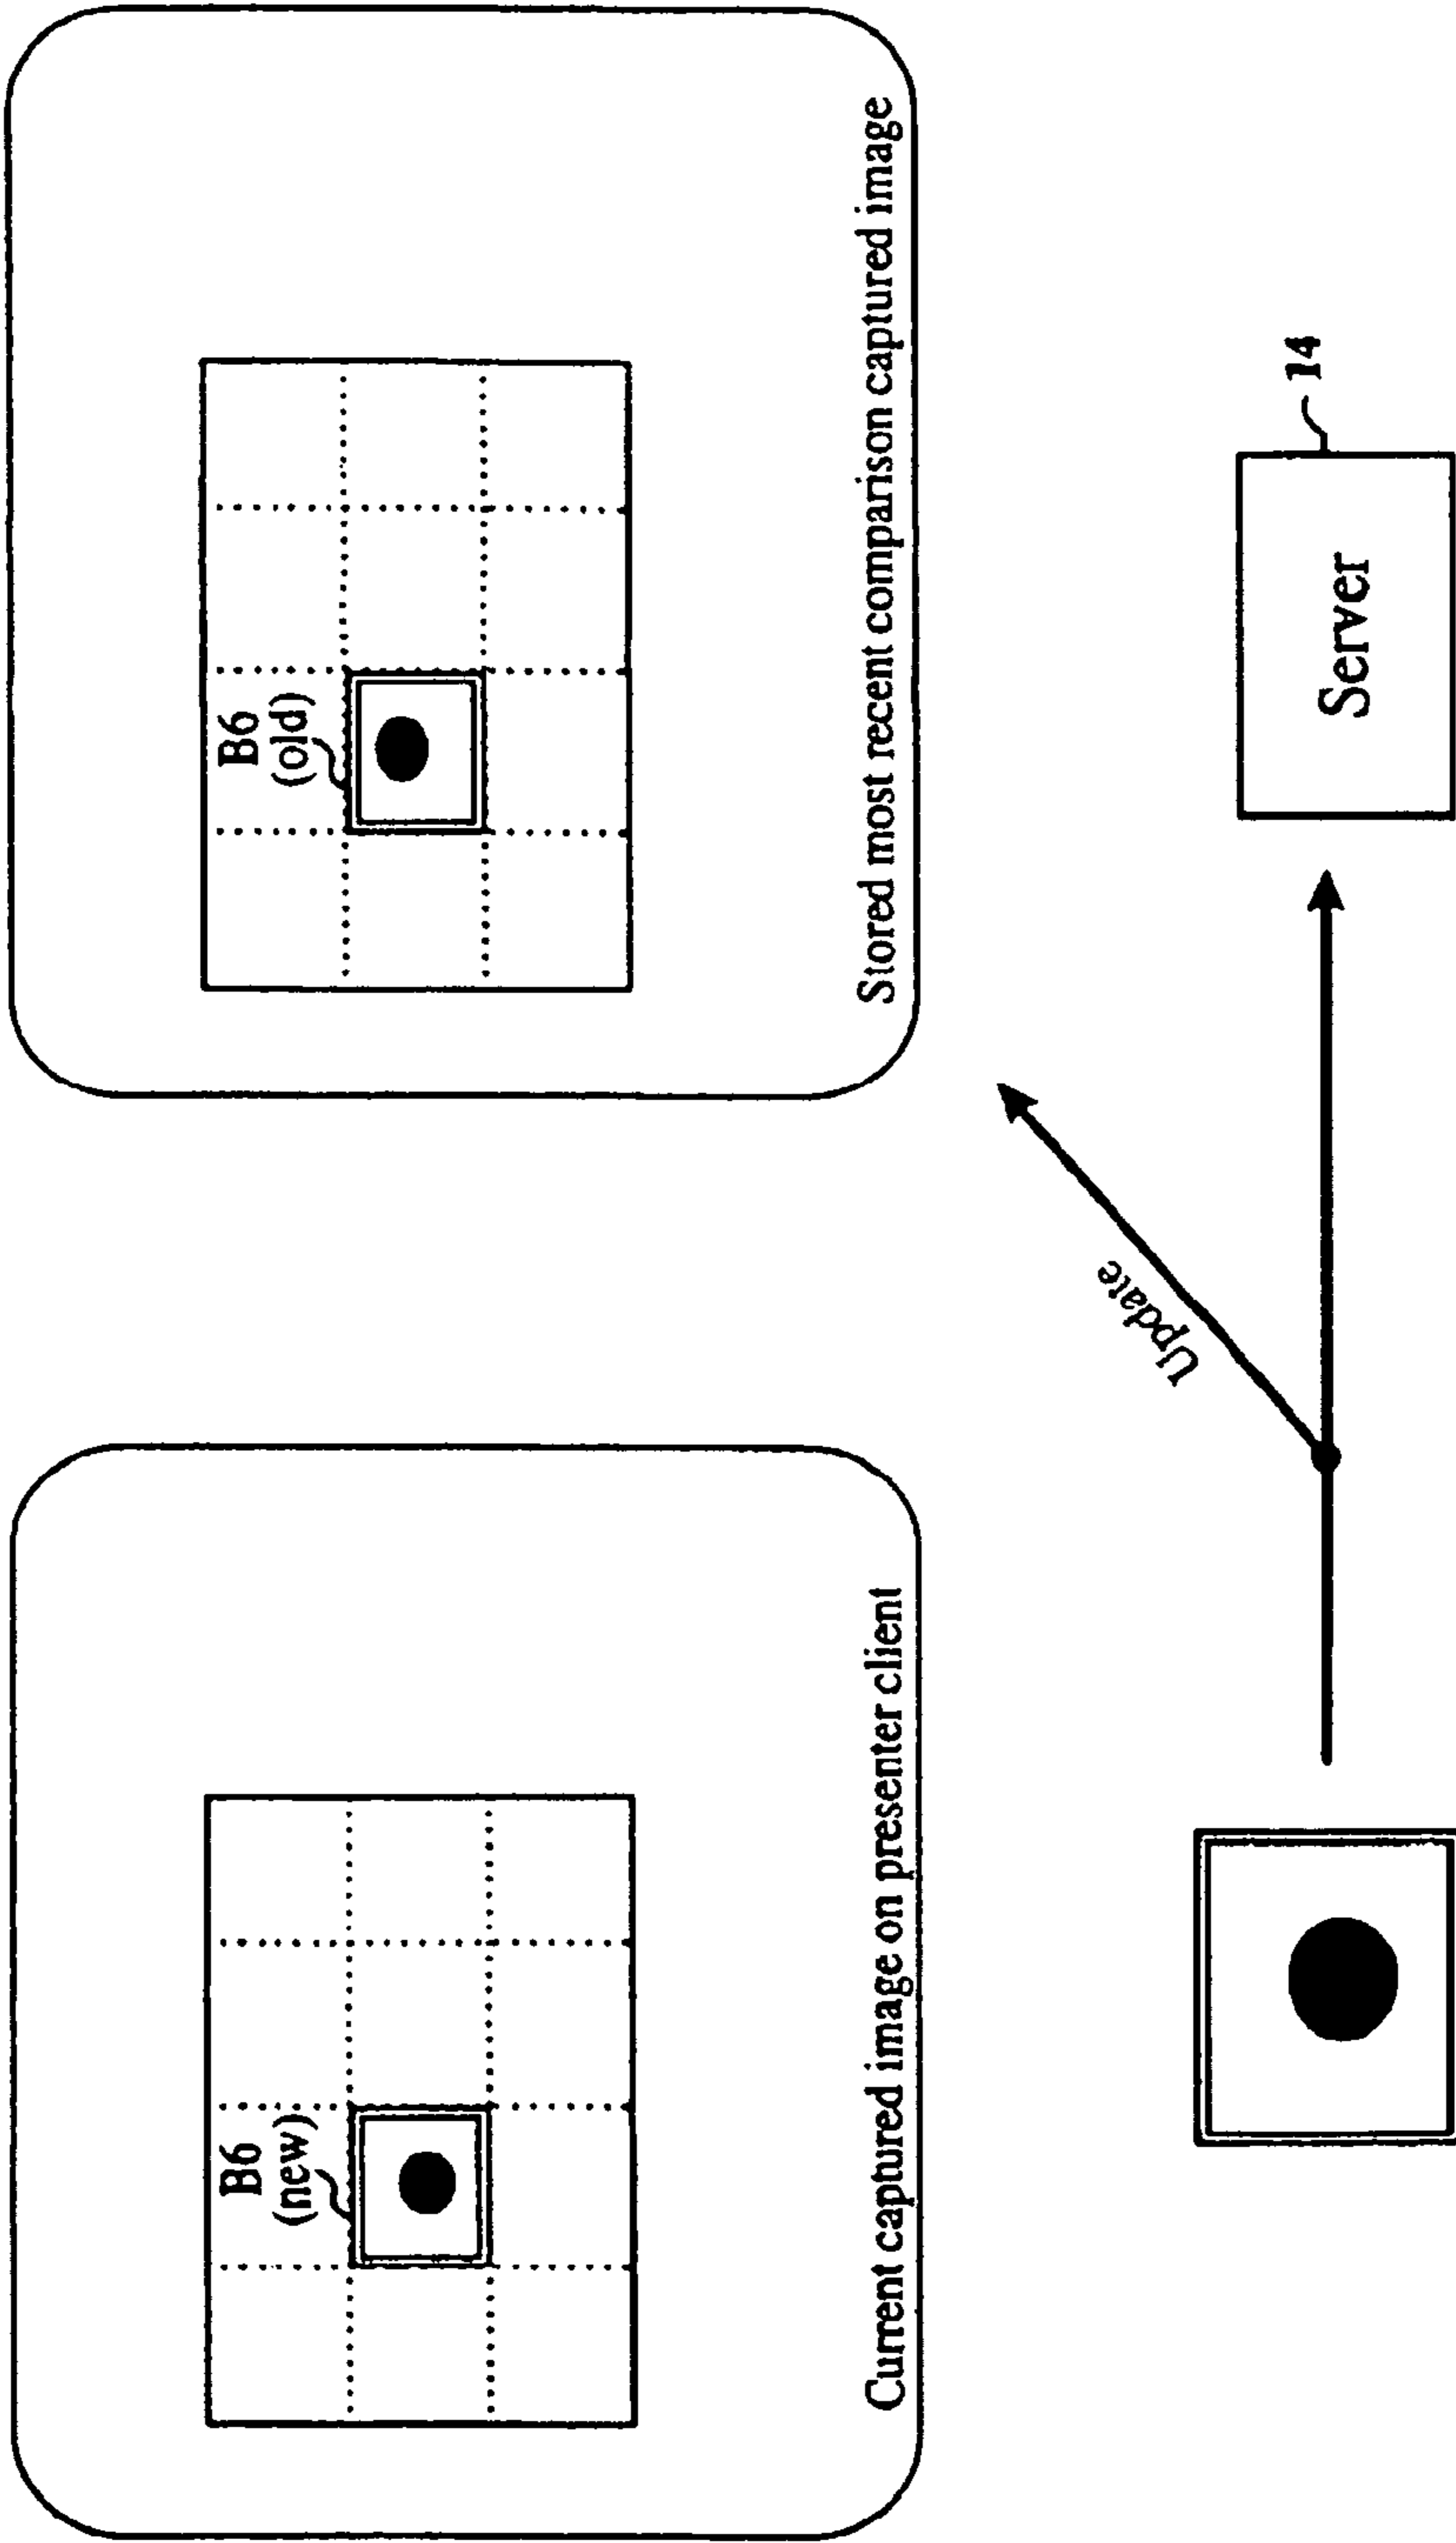 B6
(new)
Current captured image on presenter client
B6
(old)
Stored most recent comparison captured image
Update
Server
14